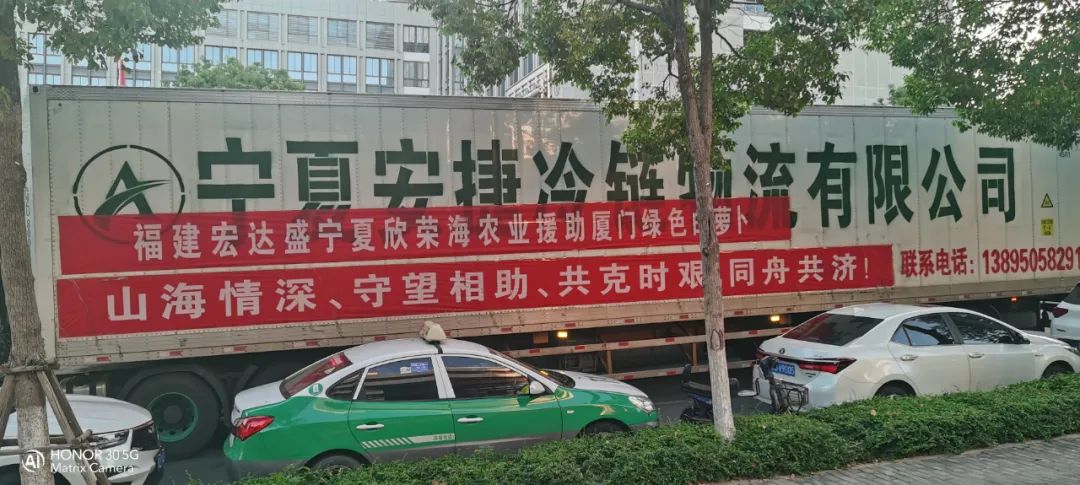 宁夏宏捷冷链物流有限公司
福建宏达盛宁夏欣荣海农业援助厦门绿色白萝卜
山海情深、守望相助、共克时艰 同舟共济！
联系电话：13895058291
AI HONOR 30 5G
Matrix Camera